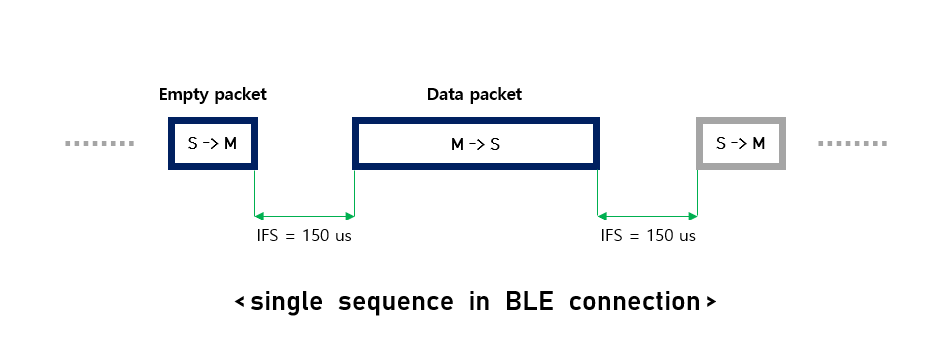 Empty packet Data packet
S -> M M -> S S -> M
IFS = 150 us IFS = 150 us
<single sequence in BLE connection>